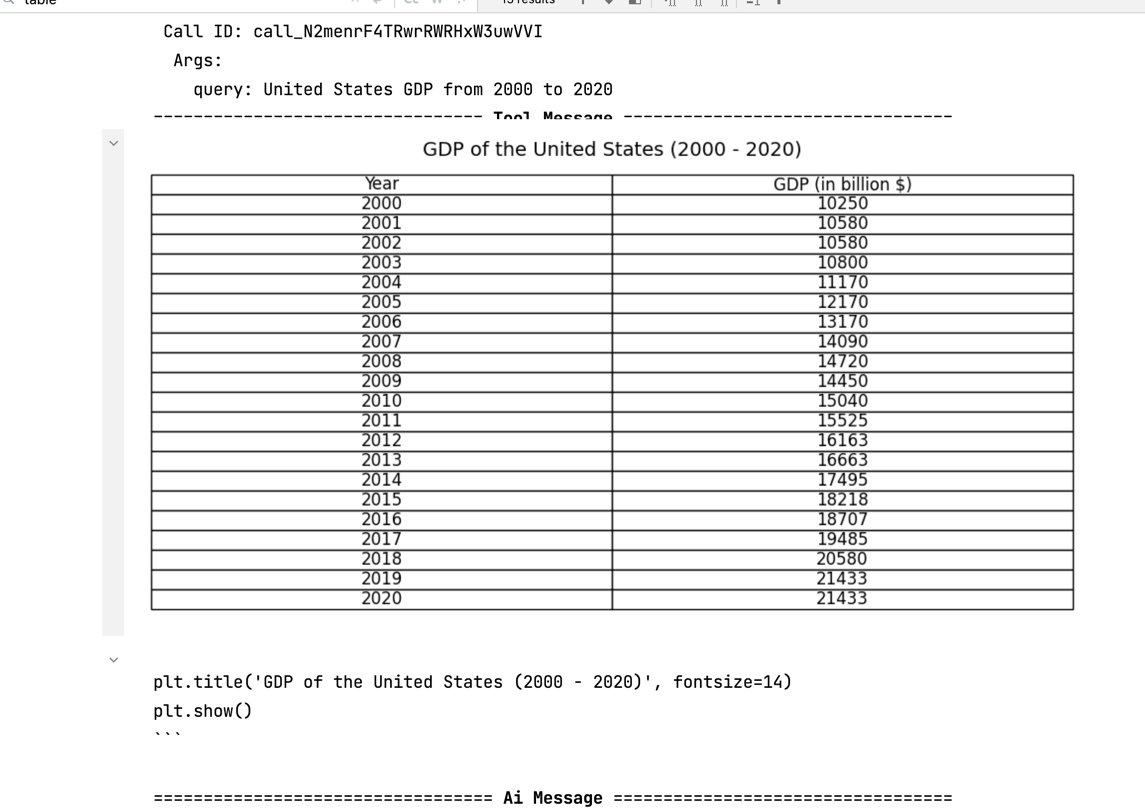 table
13 results
Call ID: call_N2menrF4TRwrRWRHxW3uwVVI
Args:
query: United States GDP from 2000 to 2020
--------------------------------- Tool Message ---------------------------------
GDP of the United States (2000 - 2020)
Year GDP (in billion $)
2000 10250
2001 10580
2002 10580
2003 10800
2004 11170
2005 12170
2006 13170
2007 14090
2008 14720
2009 14450
2010 15040
2011 15525
2012 16163
2013 16663
2014 17495
2015 18218
2016 18707
2017 19485
2018 20580
2019 21433
2020 21433
plt.title('GDP of the United States (2000 - 2020)', fontsize=14)
plt.show()
```
================================== Ai Message ==================================